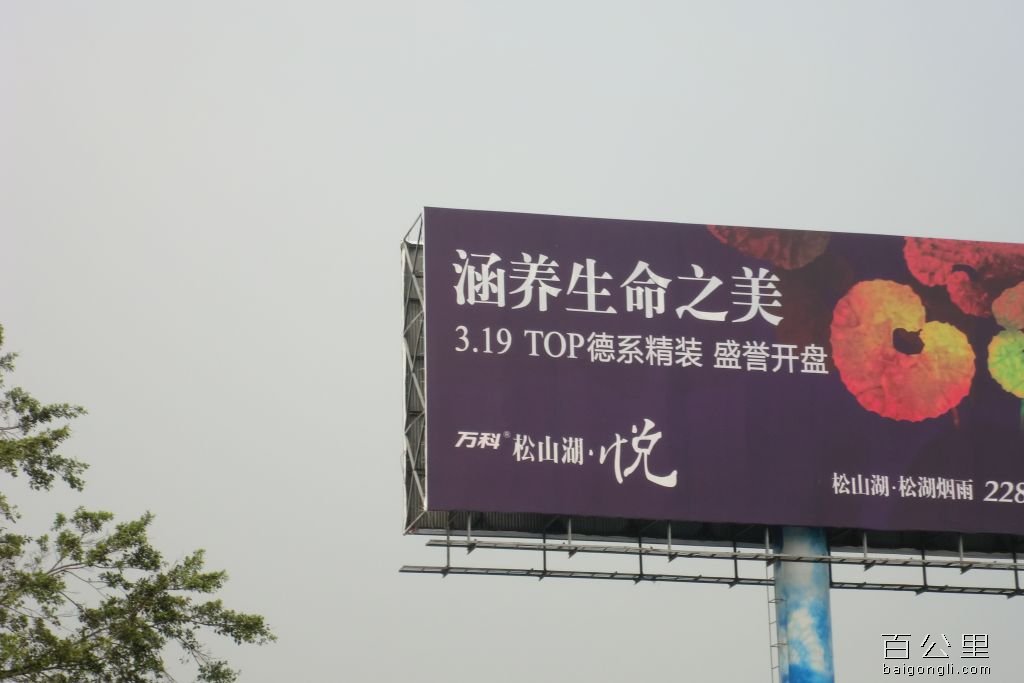 涵养生命之美
3.19 TOP德系精装 盛誉开盘
万科® 松山湖·悦
松山湖·松湖烟雨 228
百公里
baigongli.com